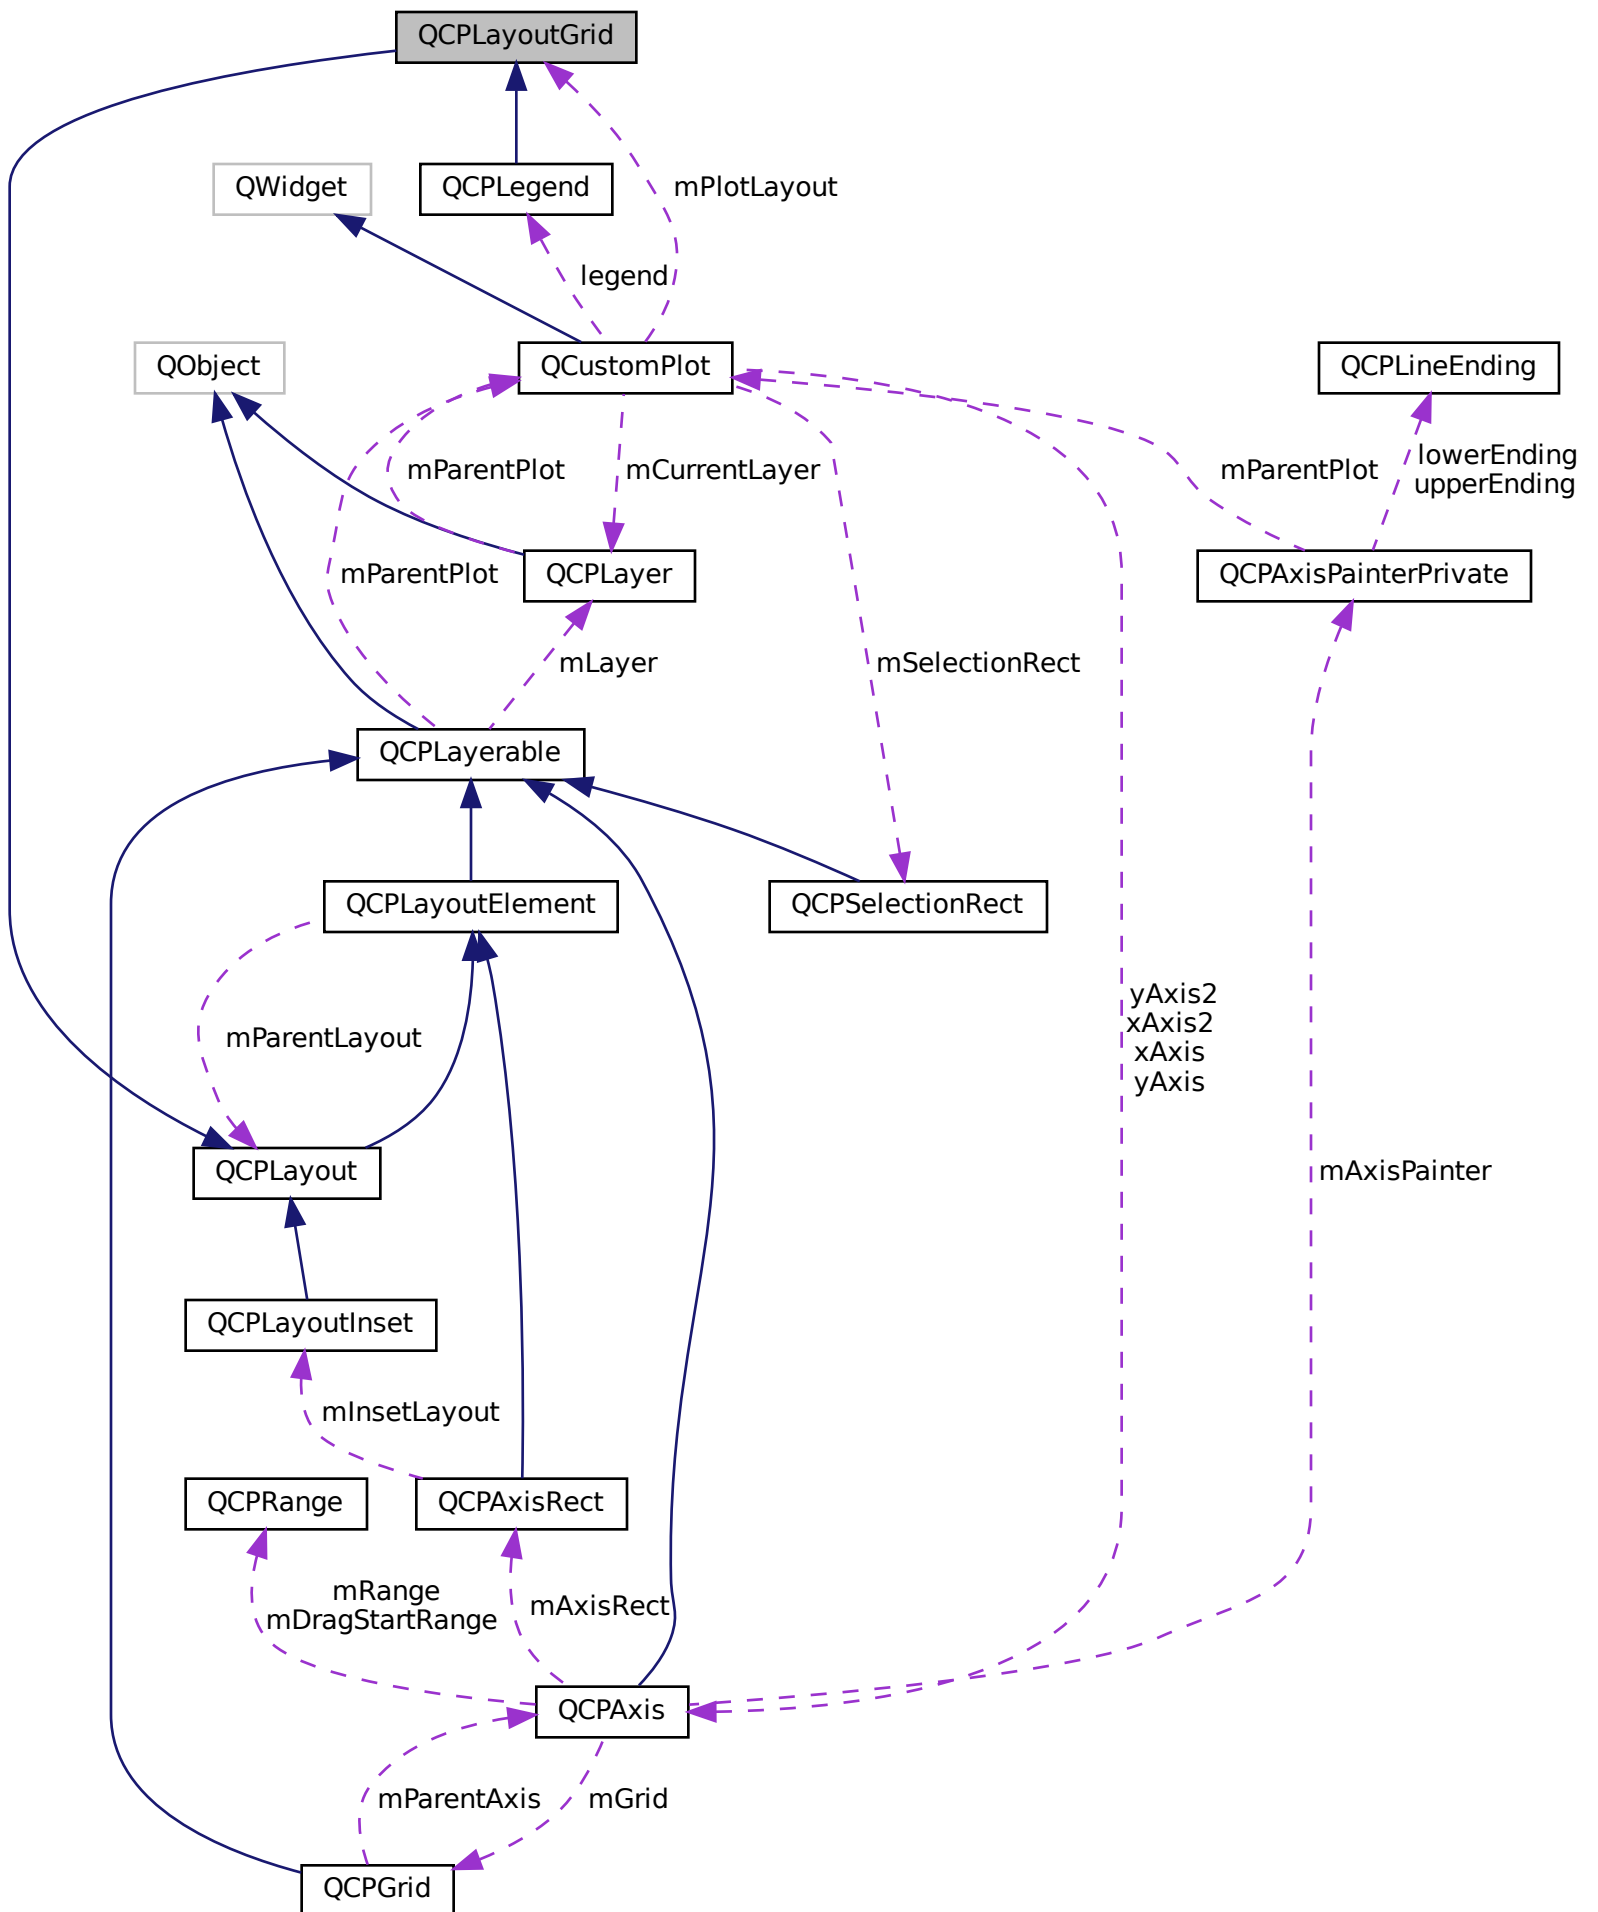 QCPLayoutGrid
QWidget
QCPLegend
mPlotLayout
legend
QObject
QCustomPlot
QCPLineEnding
mParentPlot
mCurrentLayer
mParentPlot
lowerEnding
upperEnding
mParentPlot
QCPLayer
QCPAxisPainterPrivate
mLayer
mSelectionRect
QCPLayerable
QCPLayoutElement
QCPSelectionRect
yAxis2
xAxis2
xAxis
yAxis
mParentLayout
QCPLayout
mAxisPainter
QCPLayoutInset
mInsetLayout
QCPRange
QCPAxisRect
mRange
mDragStartRange
mAxisRect
QCPAxis
mParentAxis
mGrid
QCPGrid